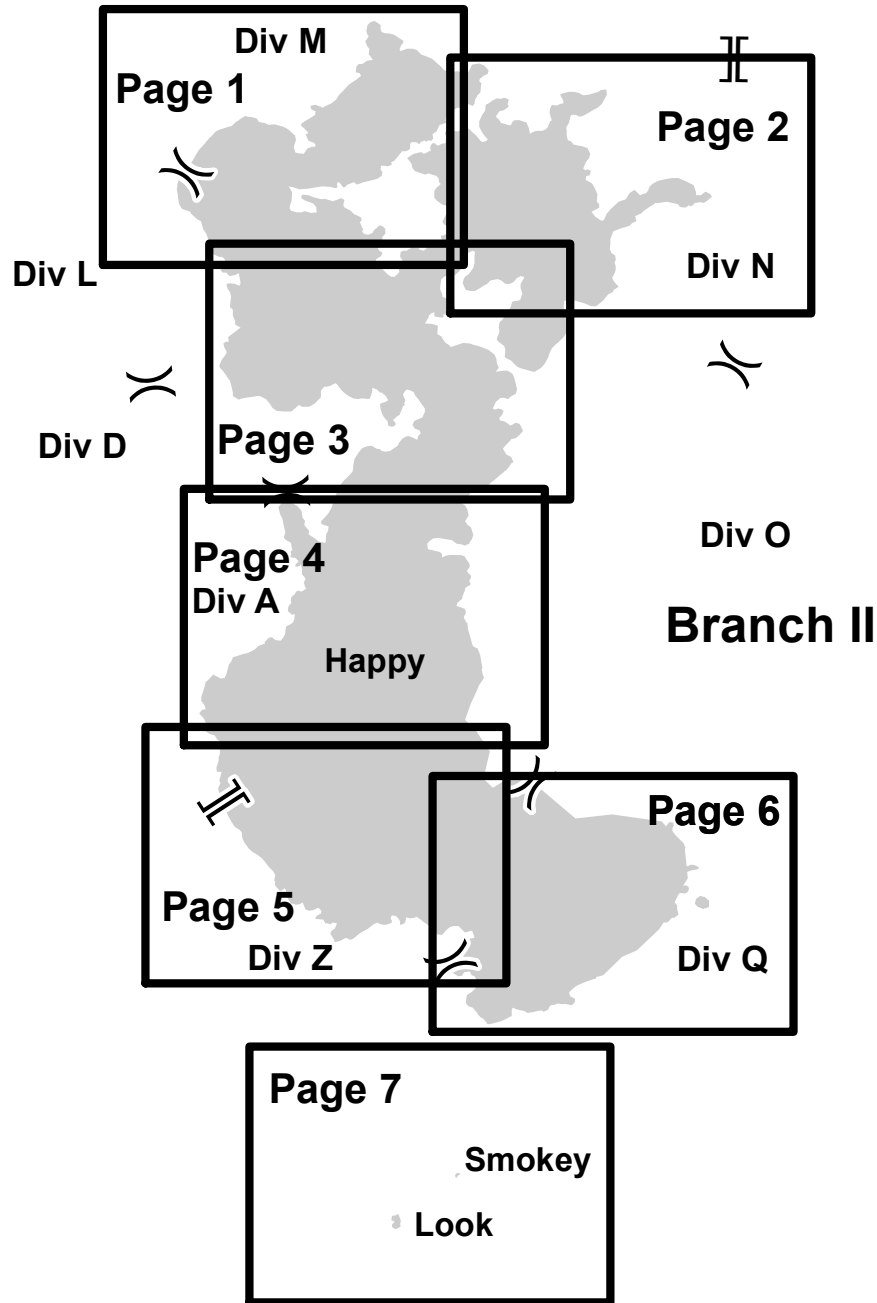 Div M
Page 1
Page 2
Div L
Div N
Div D
Page 3
Div O
Page 4
Div A
Branch II
Happy
Page 6
Page 5
Div Z
Div Q
Page 7
Smokey
Look